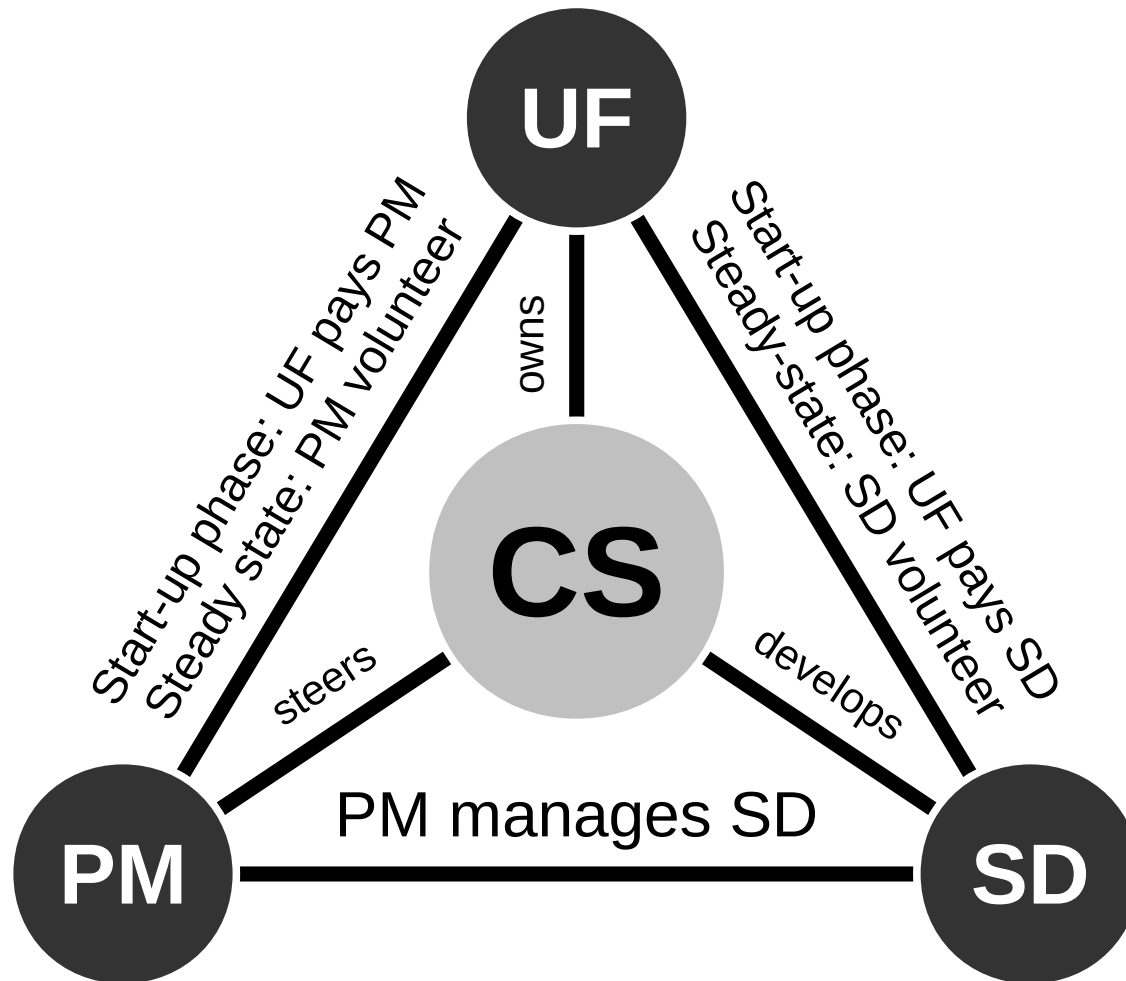 UF
Start-up phase: UF pays PM
Steady state: PM volunteer
owns
Start-up phase: UF pays SD
Steady-state: SD volunteer
CS
steers
develops
PM manages SD
PM
SD